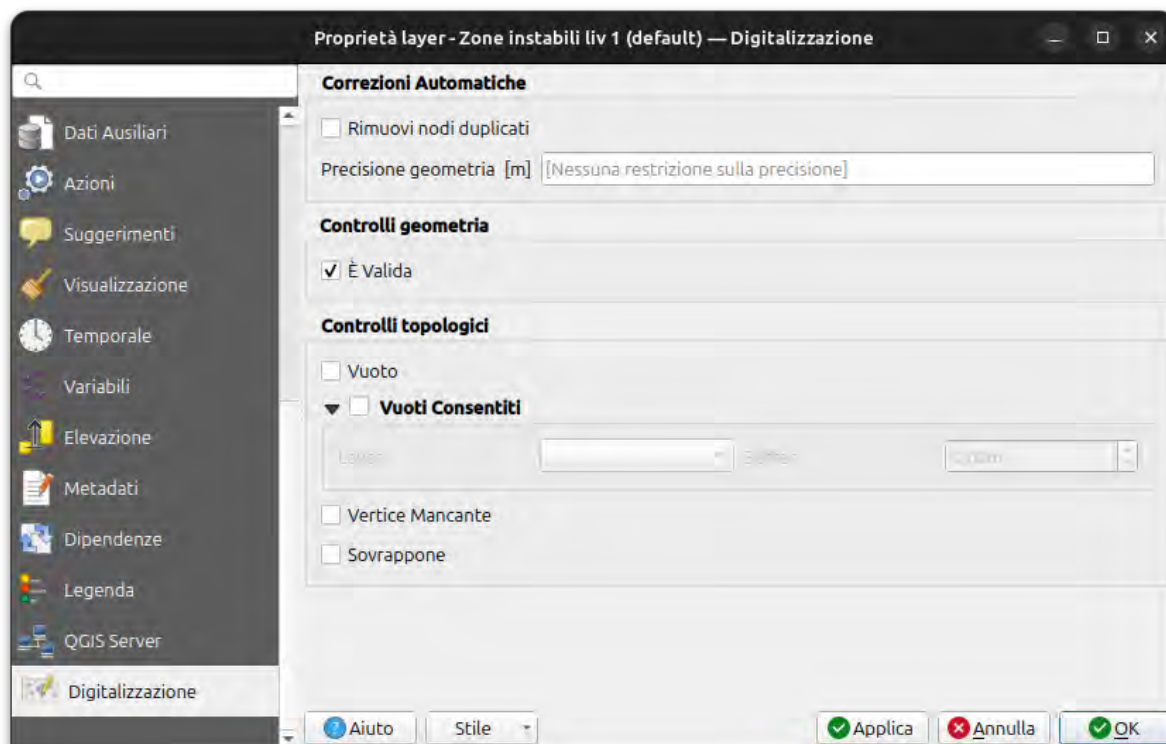 Proprietà layer - Zone instabili liv 1 (default) — Digitalizzazione
Dati Ausiliari
Azioni
Suggerimenti
Visualizzazione
Temporale
Variabili
Elevazione
Metadati
Dipendenze
Legenda
QGIS Server
Digitalizzazione
Correzioni Automatiche
Rimuovi nodi duplicati
Precisione geometria [m] [Nessuna restrizione sulla precisione]
Controlli geometria
È Valida
Controlli topologici
Vuoto
Vuoti Consentiti
Layer Buffer
Vertice Mancante
Sovrappone
Aiuto Stile Applica Annulla OK